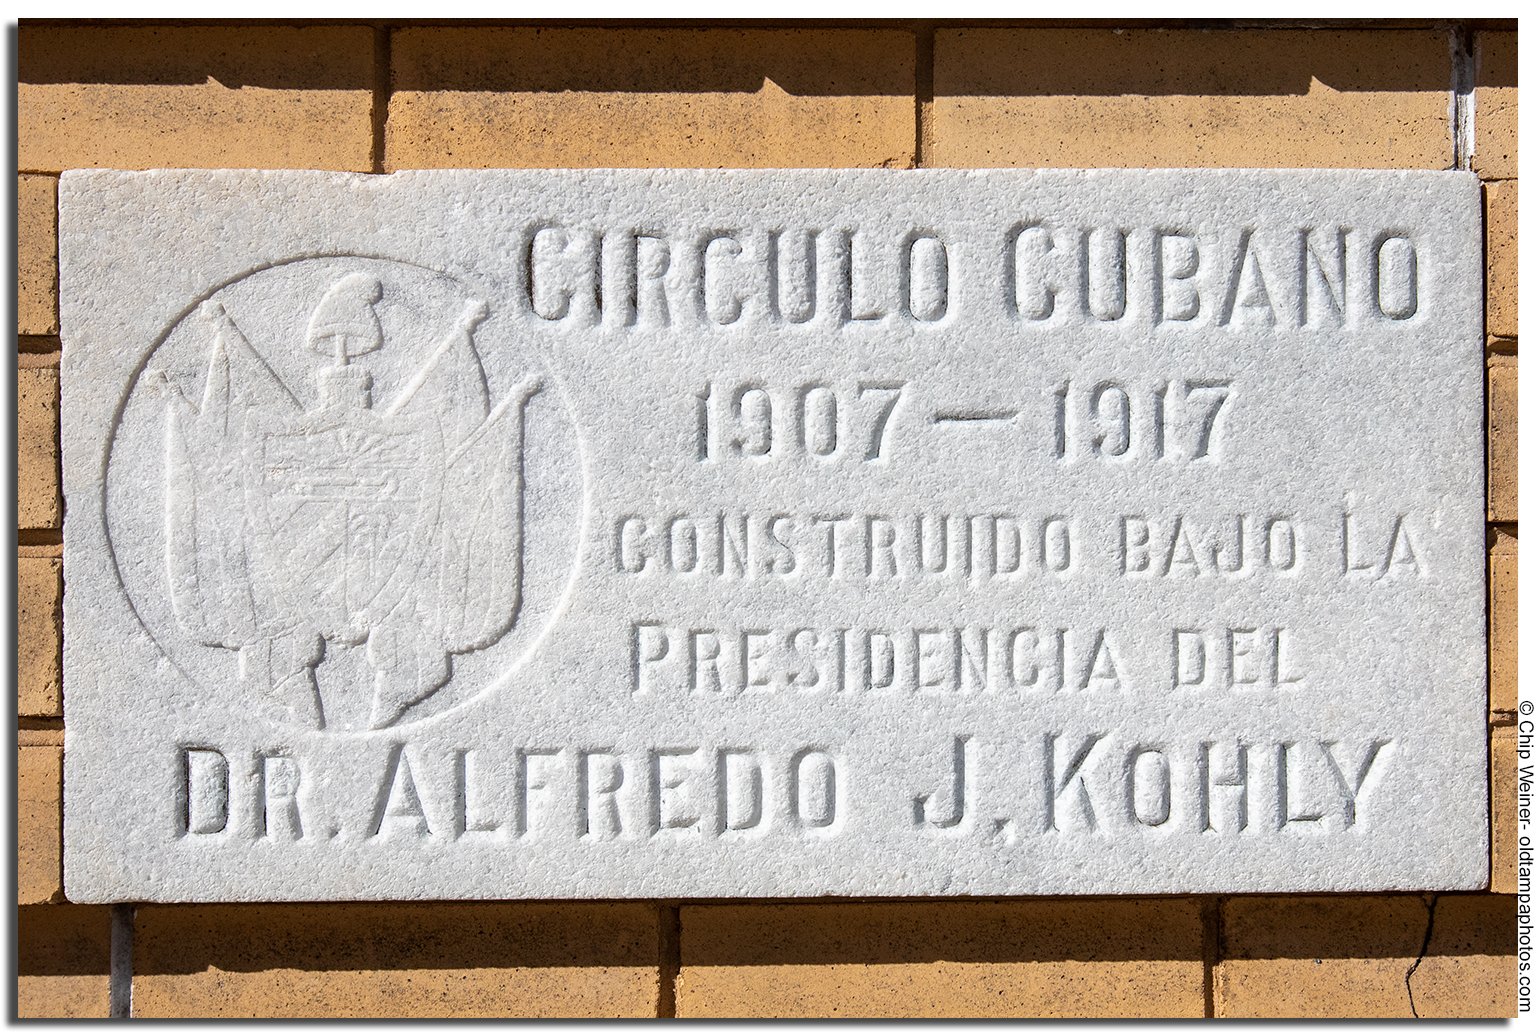 CIRCULO CUBANO
1907 — 1917
CONSTRUIDO BAJO LA
PRESIDENCIA DEL
DR. ALFREDO J. KOHLY
© Chip Weiner- oldtampaphotos.com